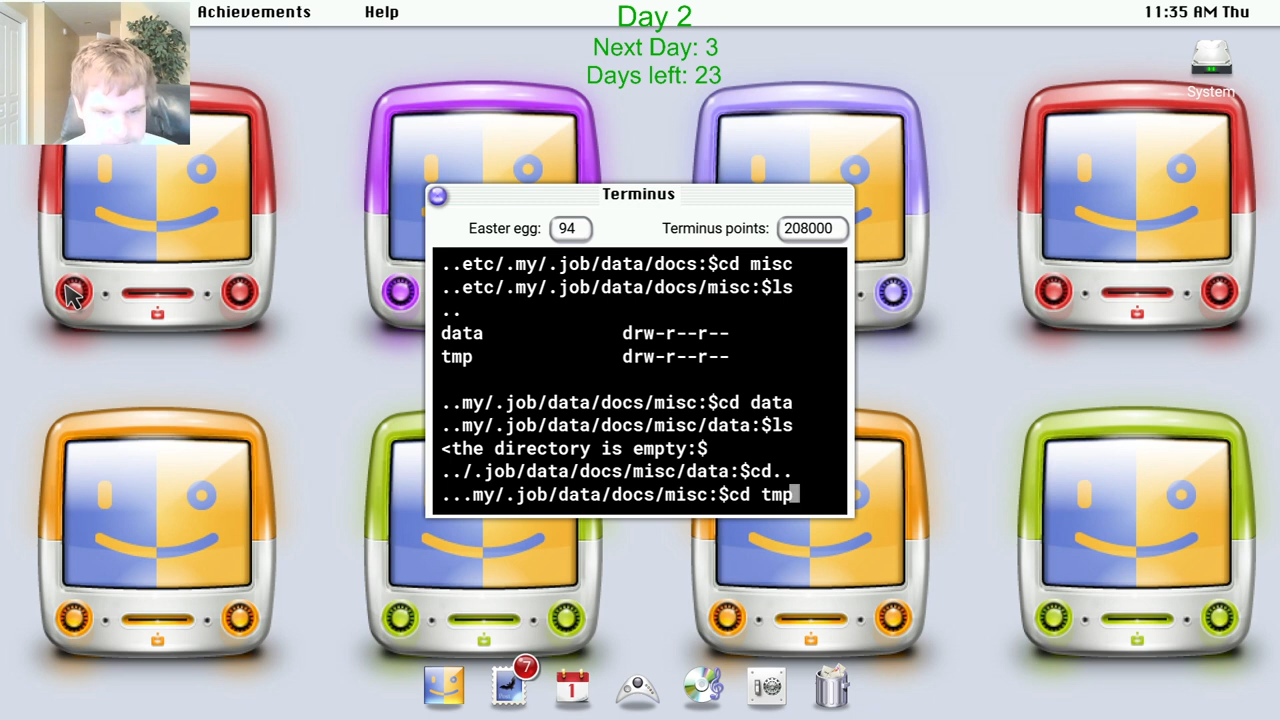 Achievements Help
11:35 AM Thu
Day 2
Next Day: 3
Days left: 23
System
Terminus
Easter egg: 94
Terminus points: 208000
..etc/.my/.job/data/docs:$cd misc
..etc/.my/.job/data/docs/misc:$ls
..
data drw-r--r--
tmp drw-r--r--
..my/.job/data/docs/misc:$cd data
..my/.job/data/docs/misc/data:$ls
<the directory is empty:$
../.job/data/docs/misc/data:$cd..
...my/.job/data/docs/misc:$cd tmp
7
1